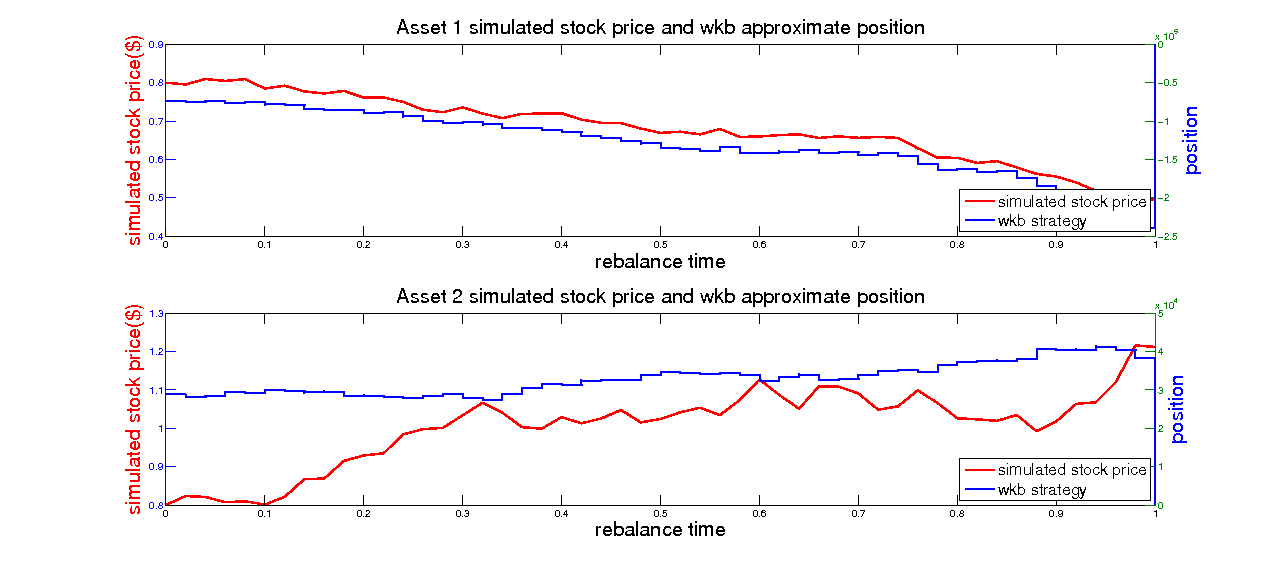 Asset 1 simulated stock price and wkb approximate position
x 10
0.9
0.8
0.7
0.6
0.5
0.4
simulated stock price($)
0
-0.5
-1
-1.5
-2
-2.5
position
simulated stock price
wkb strategy
0 0.1 0.2 0.3 0.4 0.5 0.6 0.7 0.8 0.9 1
rebalance time
Asset 2 simulated stock price and wkb approximate position
x 10^4
1.3
1.2
1.1
1
0.9
0.8
simulated stock price($)
5
4
3
2
1
0
position
simulated stock price
wkb strategy
0 0.1 0.2 0.3 0.4 0.5 0.6 0.7 0.8 0.9 1
rebalance time